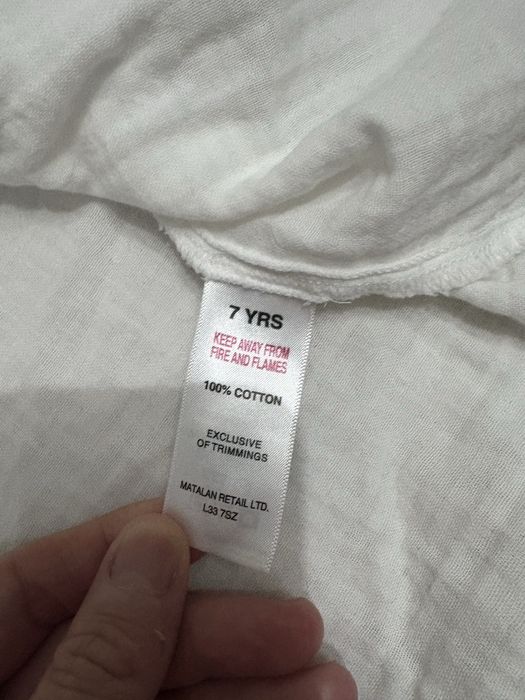 7 YRS
KEEP AWAY FROM
FIRE AND FLAMES
100% COTTON
EXCLUSIVE
OF TRIMMINGS
MATALAN RETAIL LTD.
L33 7SZ